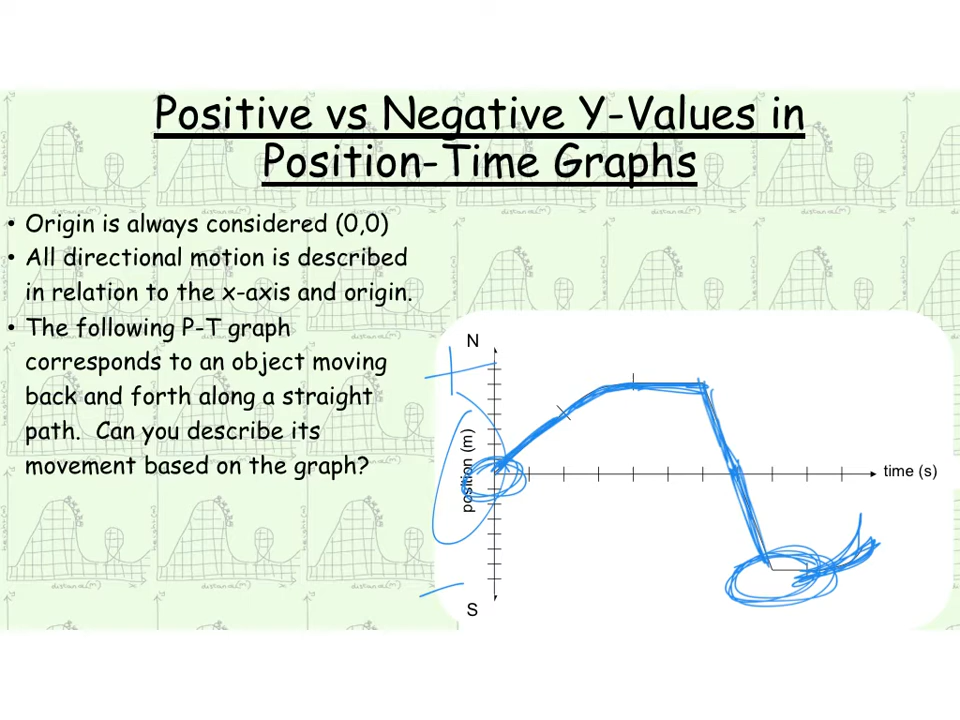 Positive vs Negative Y-Values in
Position-Time Graphs
• Origin is always considered (0,0)
• All directional motion is described
in relation to the x-axis and origin.
• The following P-T graph
corresponds to an object moving
back and forth along a straight
path. Can you describe its
movement based on the graph?
N
position (m)
time (s)
S